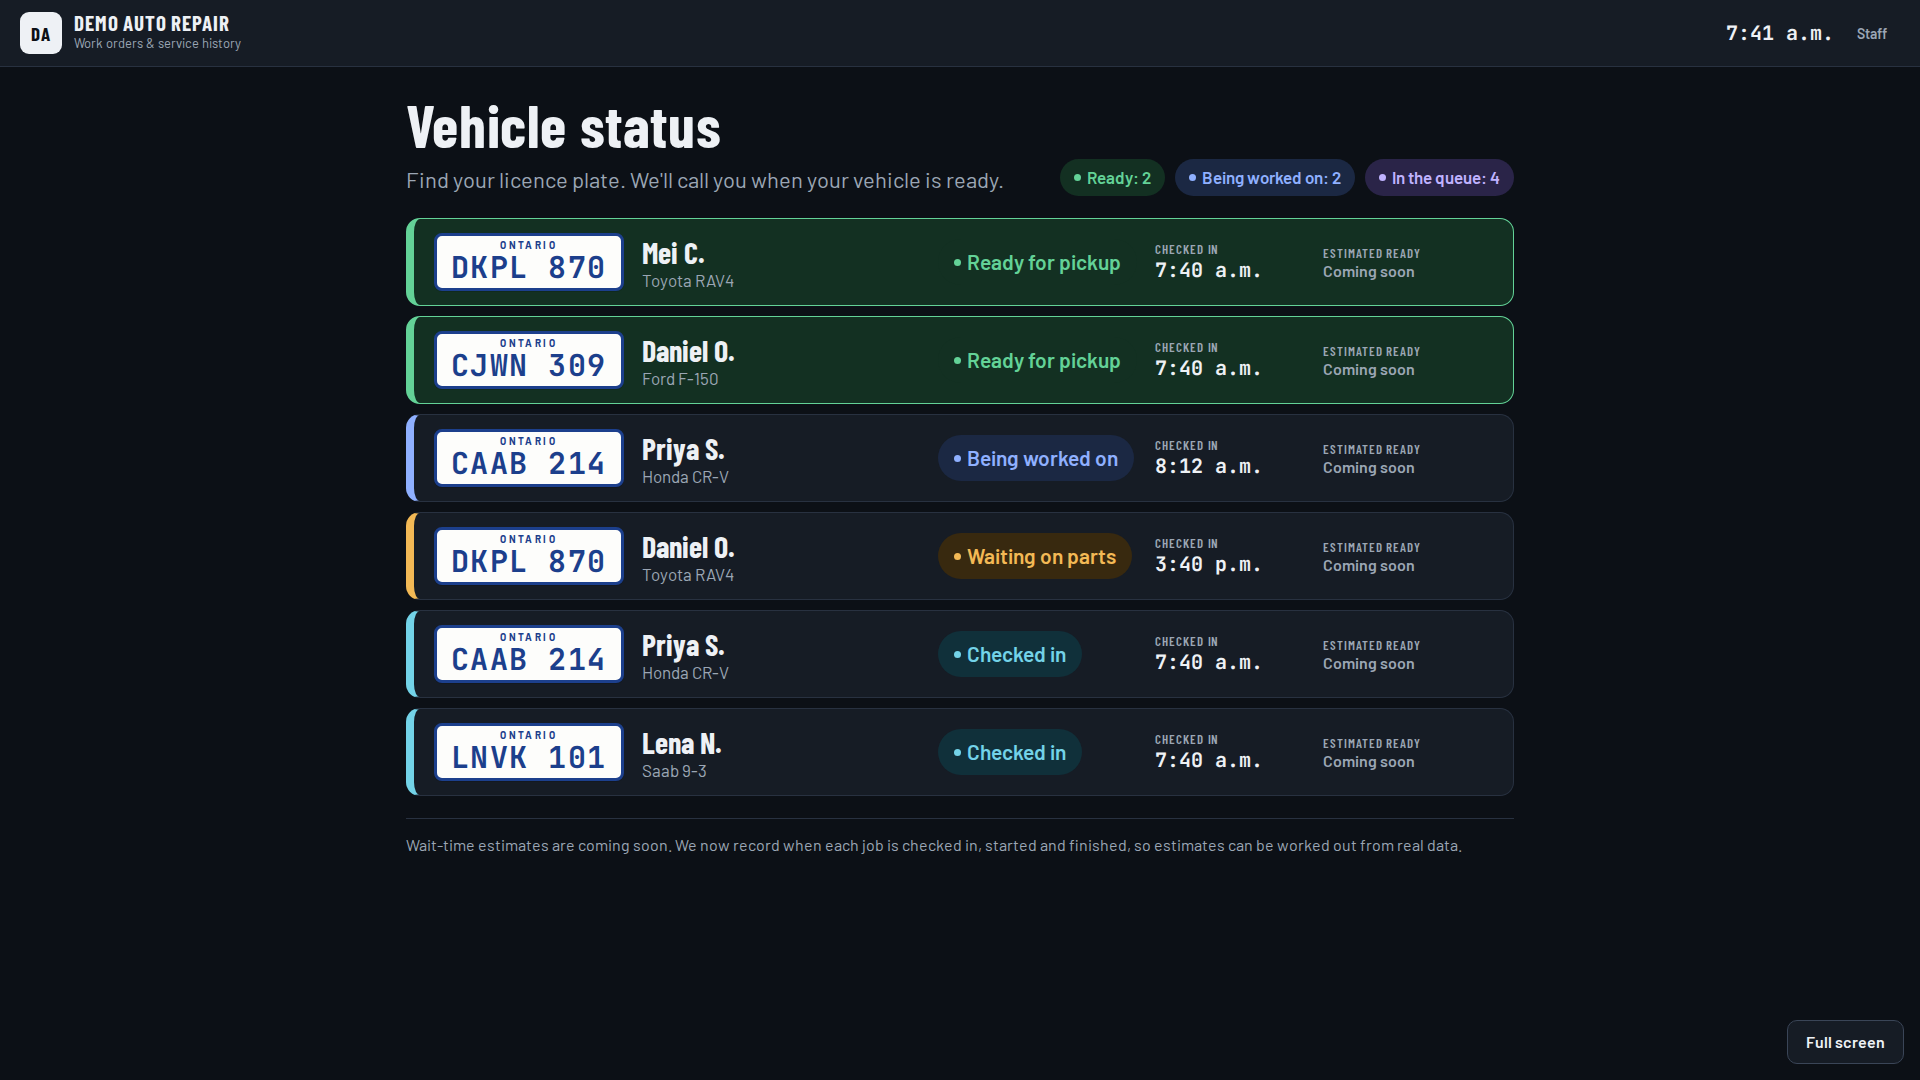 DA
DEMO AUTO REPAIR
Work orders & service history
7:41 a.m.
Staff
Vehicle status
Find your licence plate. We'll call you when your vehicle is ready.
Ready: 2
Being worked on: 2
In the queue: 4
ONTARIO
DKPL 870
Mei C.
Toyota RAV4
Ready for pickup
CHECKED IN
7:40 a.m.
ESTIMATED READY
Coming soon
ONTARIO
CJWN 309
Daniel O.
Ford F-150
Ready for pickup
CHECKED IN
7:40 a.m.
ESTIMATED READY
Coming soon
ONTARIO
CAAB 214
Priya S.
Honda CR-V
Being worked on
CHECKED IN
8:12 a.m.
ESTIMATED READY
Coming soon
ONTARIO
DKPL 870
Daniel O.
Toyota RAV4
Waiting on parts
CHECKED IN
3:40 p.m.
ESTIMATED READY
Coming soon
ONTARIO
CAAB 214
Priya S.
Honda CR-V
Checked in
CHECKED IN
7:40 a.m.
ESTIMATED READY
Coming soon
ONTARIO
LNVK 101
Lena N.
Saab 9-3
Checked in
CHECKED IN
7:40 a.m.
ESTIMATED READY
Coming soon
Wait-time estimates are coming soon. We now record when each job is checked in, started and finished, so estimates can be worked out from real data.
Full screen